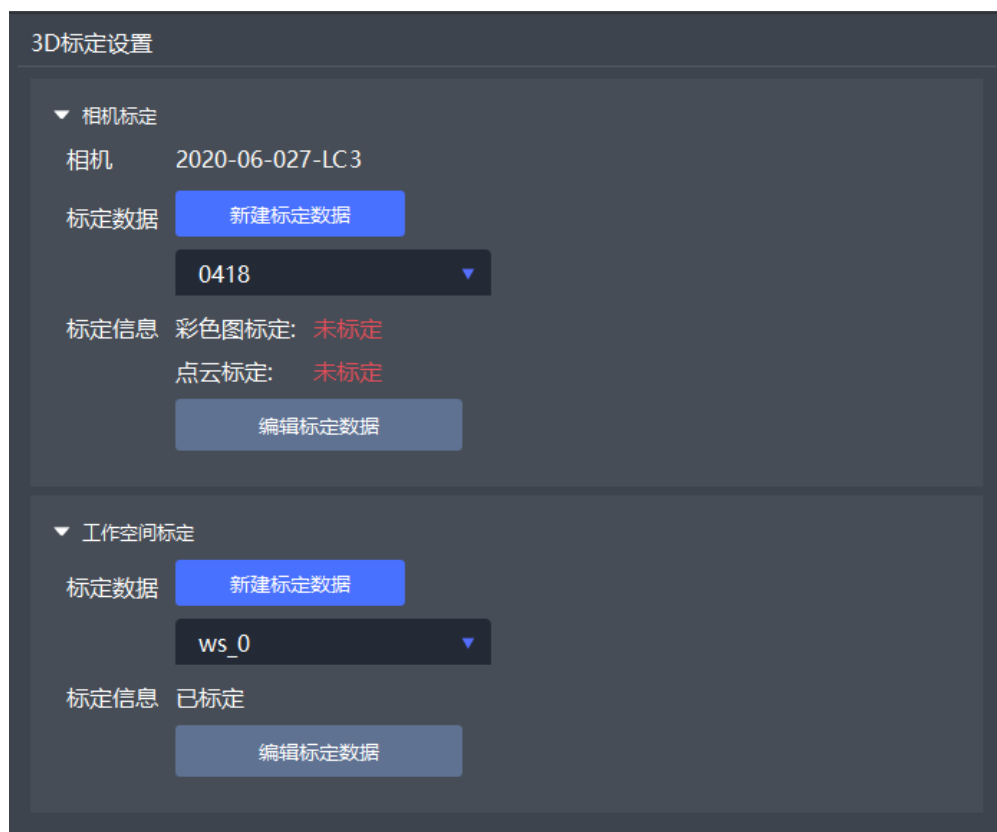 3D标定设置
相机标定
相机 2020-06-027-LC3
标定数据 新建标定数据
0418
标定信息 彩色图标定: 未标定
点云标定: 未标定
编辑标定数据
工作空间标定
标定数据 新建标定数据
ws_0
标定信息 已标定
编辑标定数据